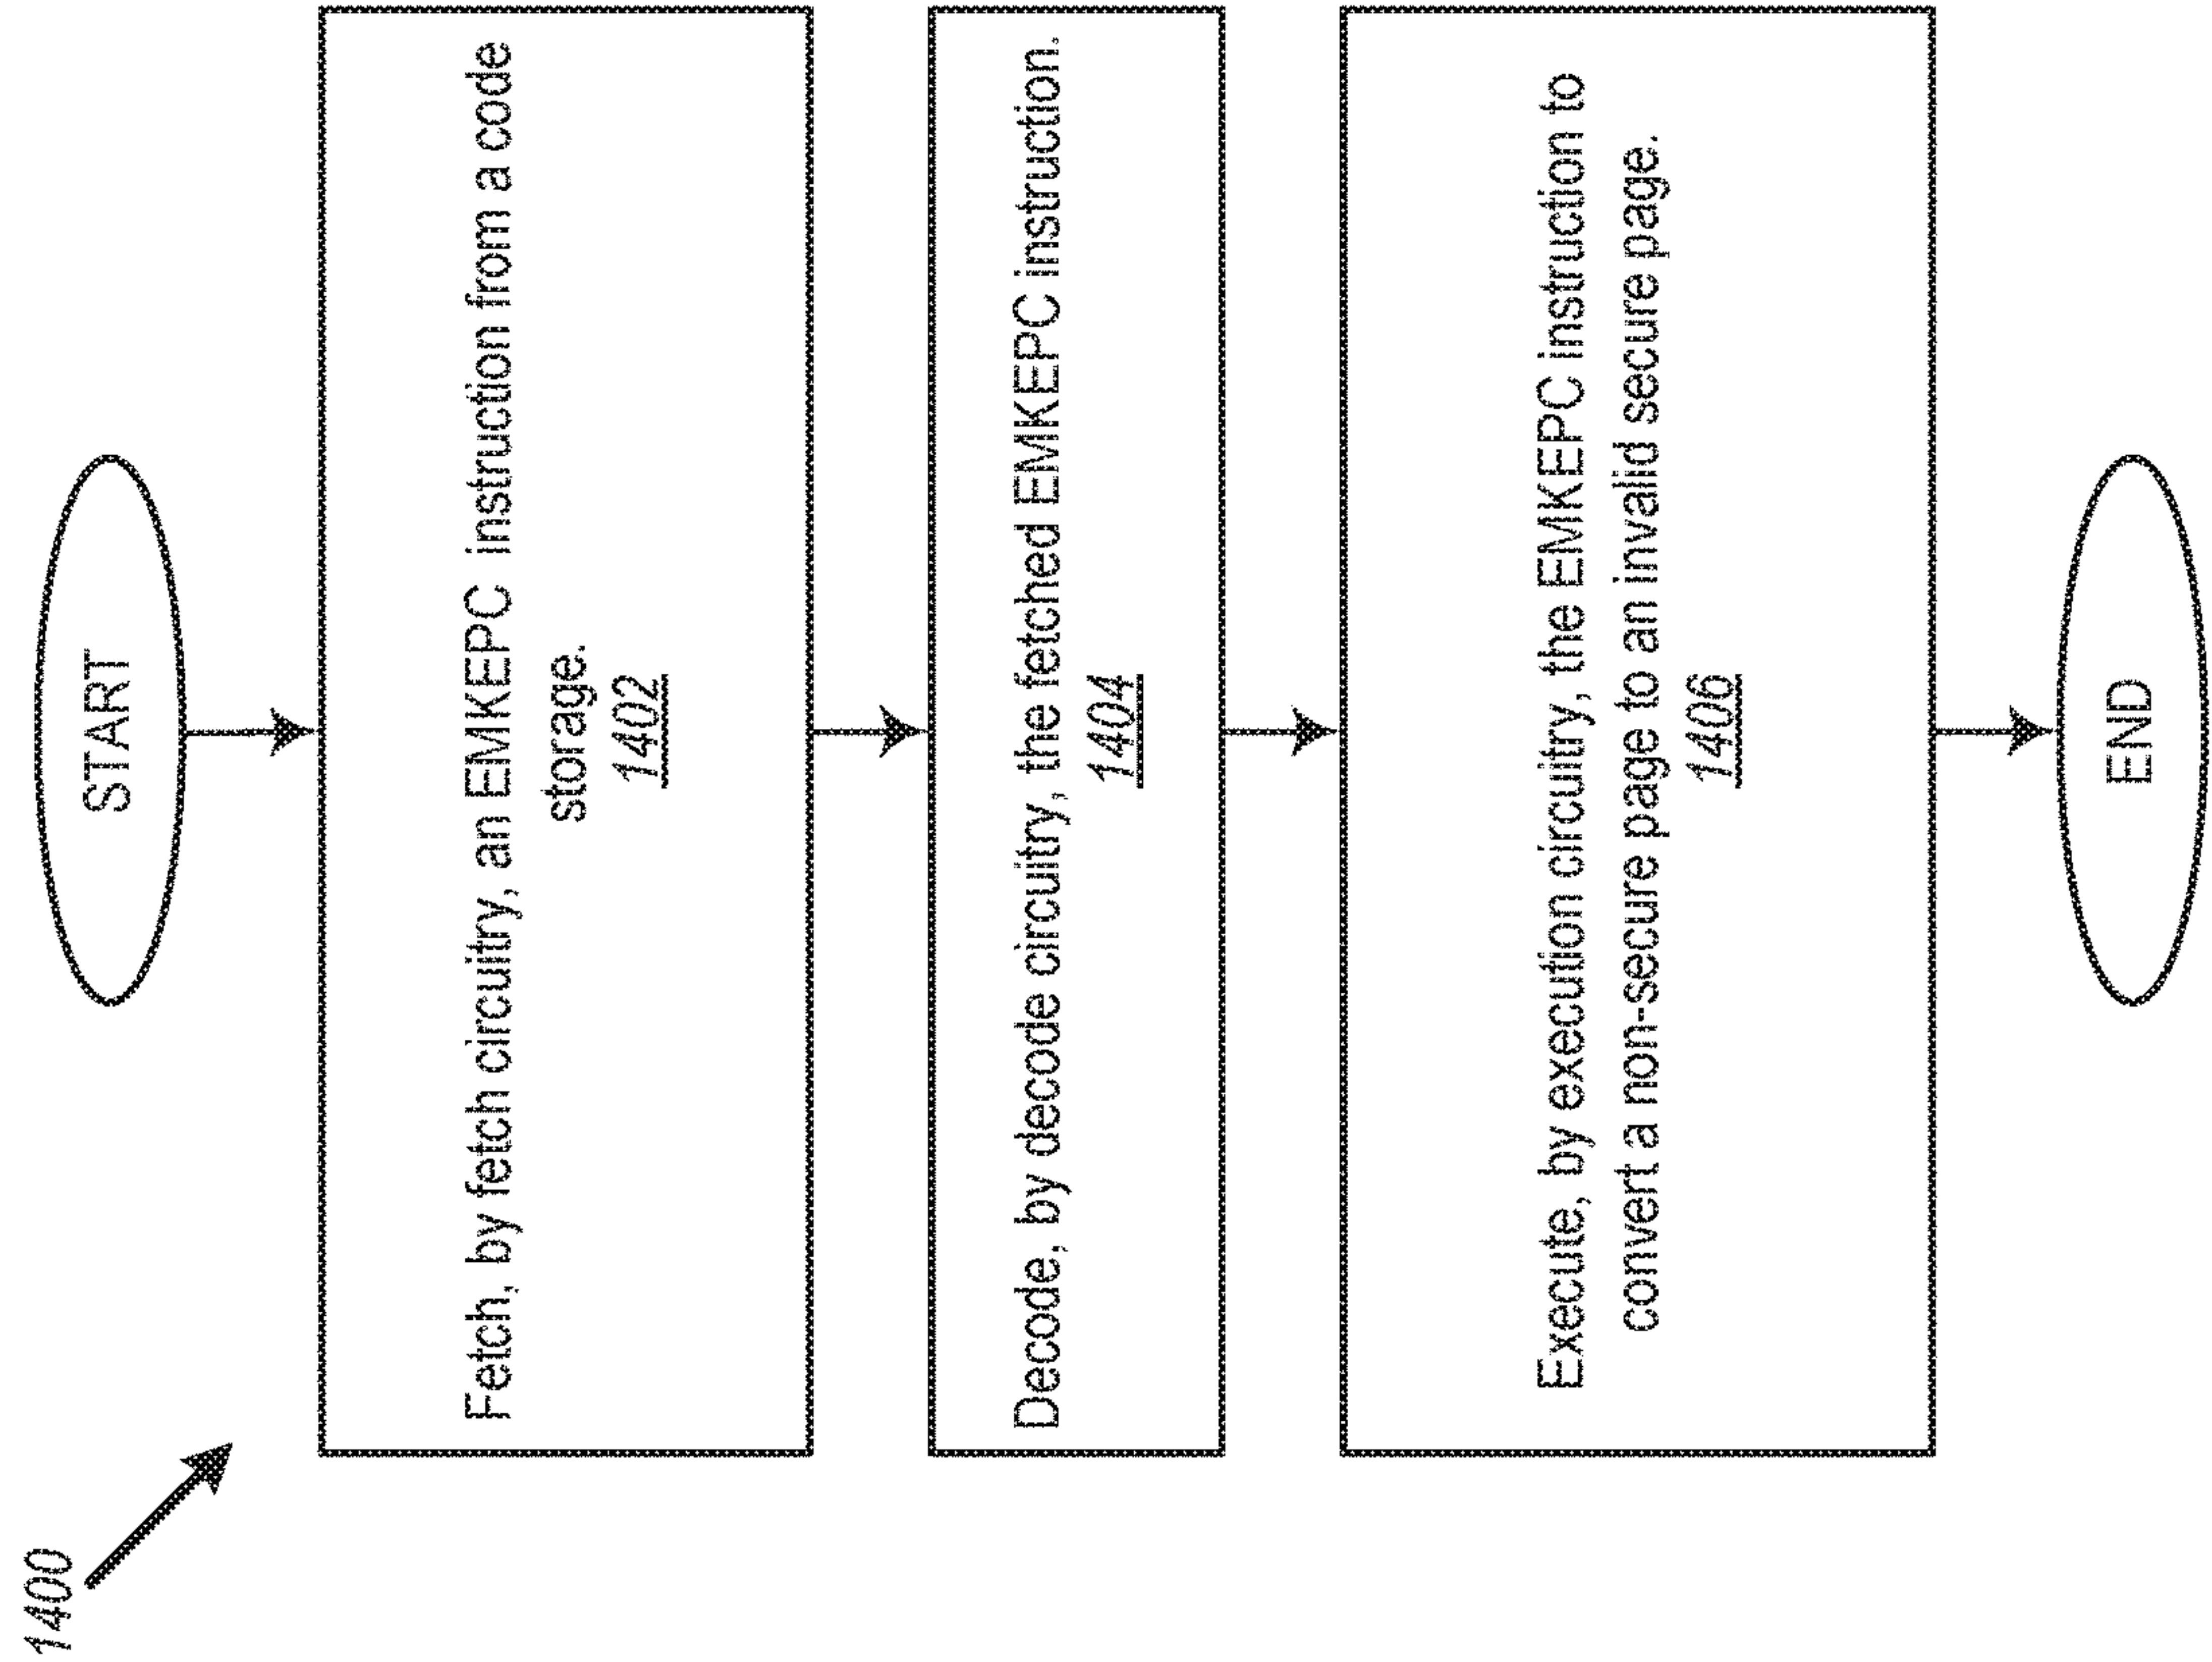 1400
START
Fetch, by fetch circuitry, an EMKEPC instruction from a code
storage.
1402
Decode, by decode circuitry, the fetched EMKEPC instruction.
1404
Execute, by execution circuitry, the EMKEPC instruction to
convert a non-secure page to an invalid secure page.
1406
END